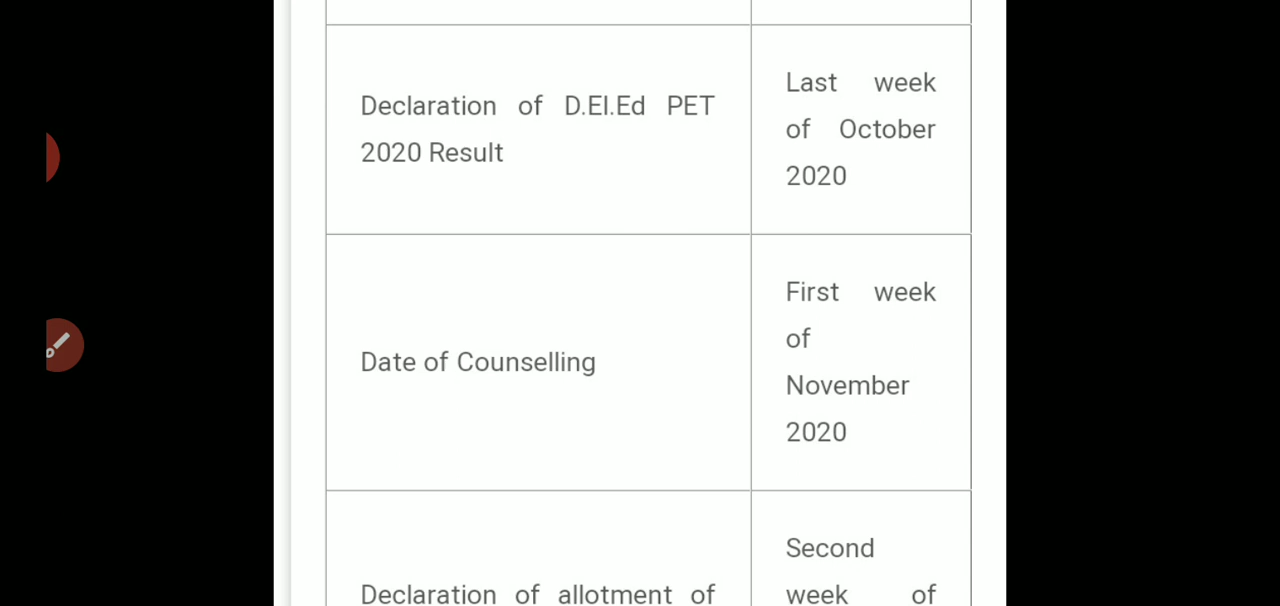 Declaration of D.El.Ed PET
2020 Result
Last week
of October
2020
Date of Counselling
First week
of
November
2020
Declaration of allotment of
Second
week of